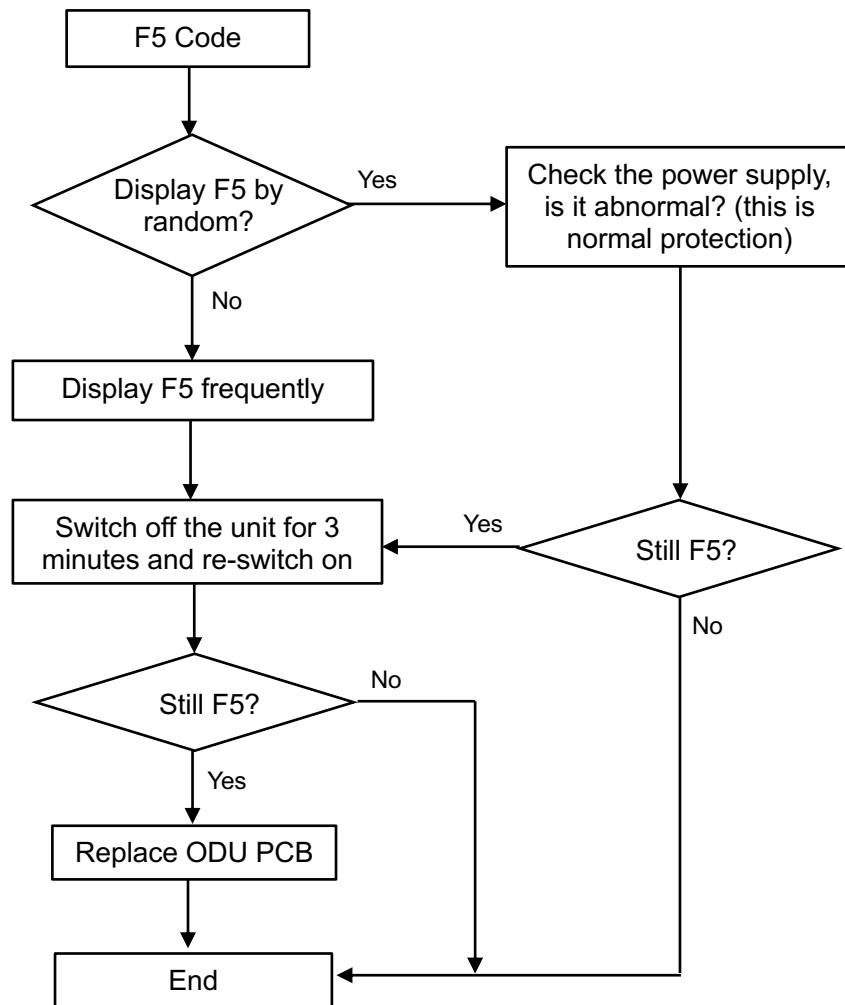 F5 Code
Display F5 by
random?
Yes
Check the power supply,
is it abnormal? (this is
normal protection)
No
Display F5 frequently
Switch off the unit for 3
minutes and re-switch on
Yes
Still F5?
No
Still F5?
No
Yes
Replace ODU PCB
End